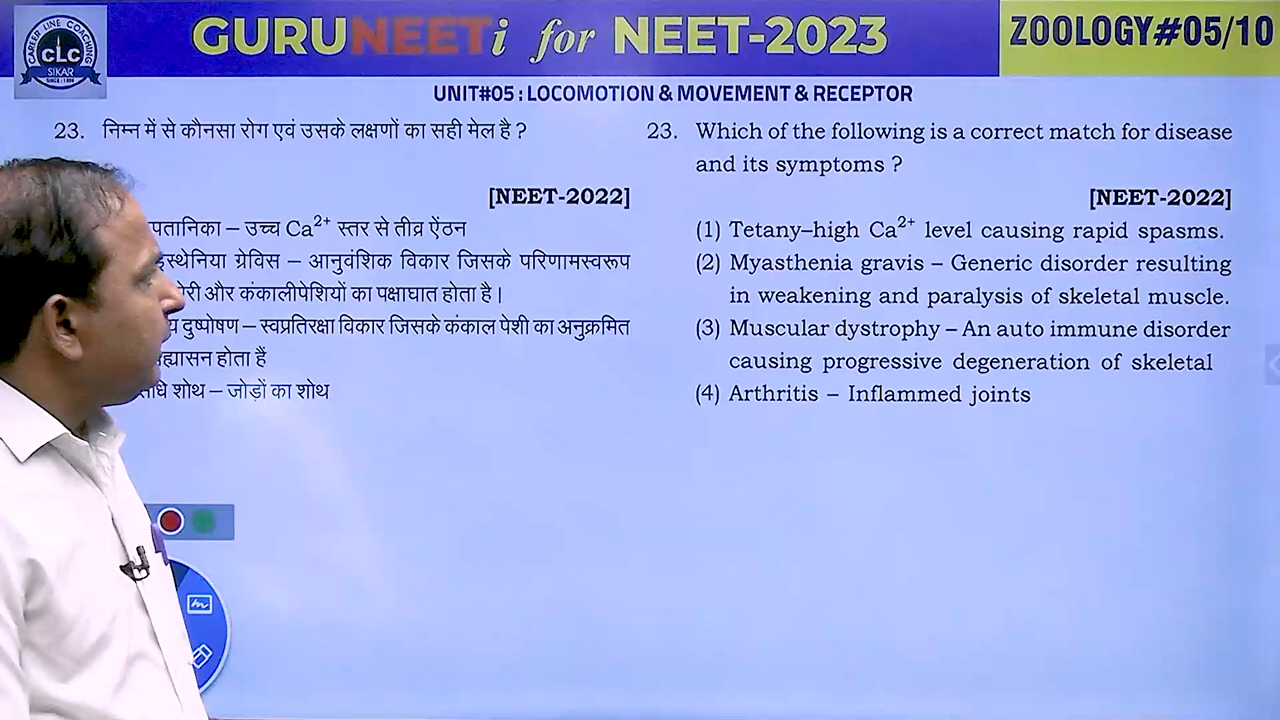 GURUNEETi for NEET-2023
ZOOLOGY#05/10
CAREER LINE COACHING
CLC
SIKAR
SINCE : 1996
UNIT#05 : LOCOMOTION & MOVEMENT & RECEPTOR
23. निम्न में से कौनसा रोग एवं उसके लक्षणों का सही मेल है ?
[NEET-2022]
– उच्च Ca²⁺ स्तर से तीव्र ऐंठन
ग्रेविस – आनुवंशिक विकार जिसके परिणामस्वरूप
और कंकालीपेशियों का पक्षाघात होता है।
दुष्पोषण – स्वप्रतिरक्षा विकार जिसके कंकाल पेशी का अनुक्रमित
होता हैं
शोथ – जोड़ों का शोथ
23. Which of the following is a correct match for disease
and its symptoms ?
[NEET-2022]
(1) Tetany–high Ca²⁺ level causing rapid spasms.
(2) Myasthenia gravis – Generic disorder resulting
in weakening and paralysis of skeletal muscle.
(3) Muscular dystrophy – An auto immune disorder
causing progressive degeneration of skeletal
(4) Arthritis – Inflammed joints